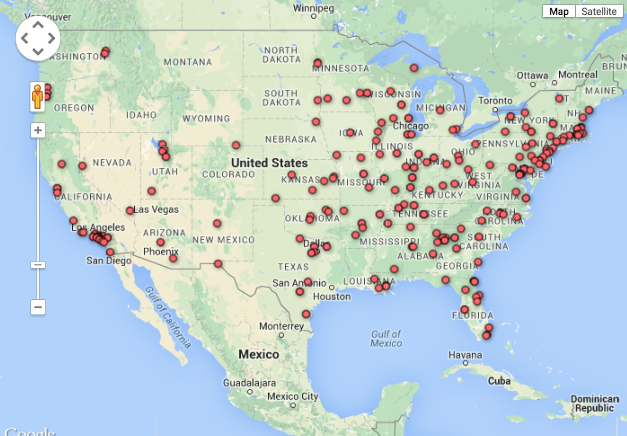 Winnipeg
Map
Satellite
Vancouver
WASHINGTON
NORTH
DAKOTA
MONTANA
MINNESOTA
Ottawa
Montreal
MAINE
SOUTH
DAKOTA
WISCONSIN
MICHIGAN
Toronto
OREGON
IDAHO
WYOMING
NEW YORK
IOWA
Chicago
NEBRASKA
ILLINOIS
OHIO
PENNSYLVANIA
United States
NEVADA
UTAH
COLORADO
KANSAS
MISSOURI
WEST
VIRGINIA
KENTUCKY
VIRGINIA
CALIFORNIA
Las Vegas
OKLAHOMA
TENNESSEE
NORTH
CAROLINA
Los Angeles
ARIZONA
NEW MEXICO
Phoenix
Dallas
MISSISSIPPI
SOUTH
CAROLINA
San Diego
ALABAMA
GEORGIA
TEXAS
San Antonio
LOUISIANA
Houston
Gulf of
California
FLORIDA
Monterrey
Gulf of
Mexico
Mexico
Havana
Guadalajara
Cuba
Mexico City
Dominican
Republic
Google